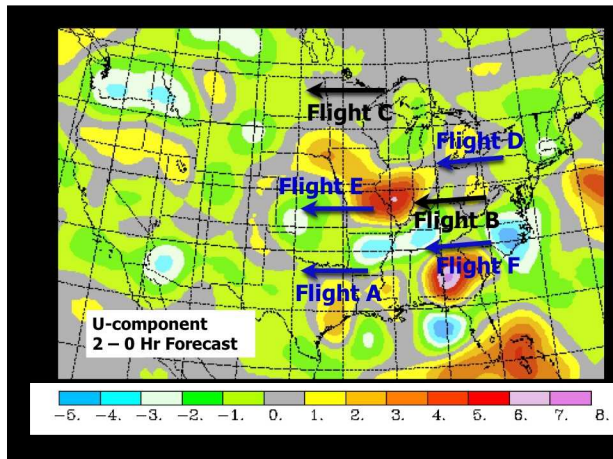 Flight C
Flight D
Flight E
Flight B
Flight F
Flight A
U-component
2 – 0 Hr Forecast
-5. -4. -3. -2. -1. 0. 1. 2. 3. 4. 5. 6. 7. 8.